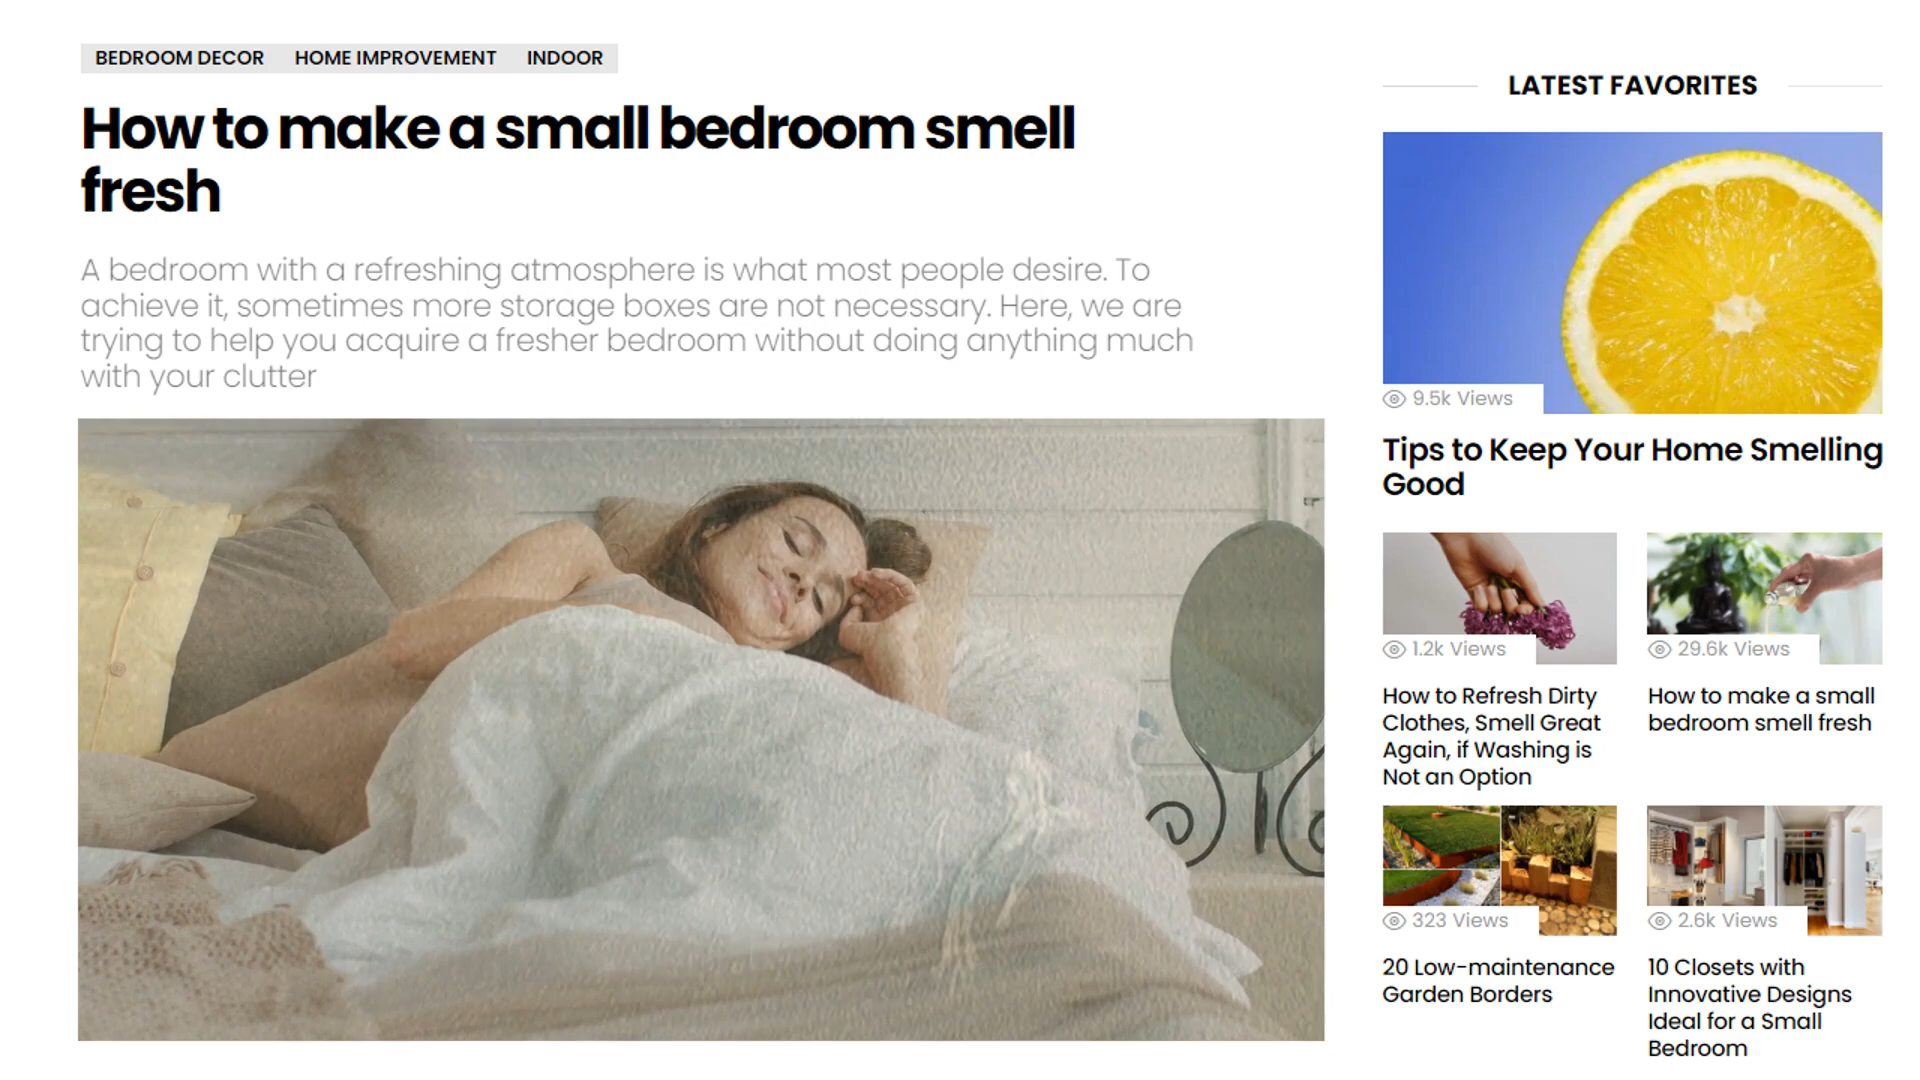 BEDROOM DECOR HOME IMPROVEMENT INDOOR
How to make a small bedroom smell
fresh
A bedroom with a refreshing atmosphere is what most people desire. To
achieve it, sometimes more storage boxes are not necessary. Here, we are
trying to help you acquire a fresher bedroom without doing anything much
with your clutter
LATEST FAVORITES
9.5k Views
Tips to Keep Your Home Smelling
Good
1.2k Views
How to Refresh Dirty
Clothes, Smell Great
Again, if Washing is
Not an Option
29.6k Views
How to make a small
bedroom smell fresh
323 Views
20 Low-maintenance
Garden Borders
2.6k Views
10 Closets with
Innovative Designs
Ideal for a Small
Bedroom